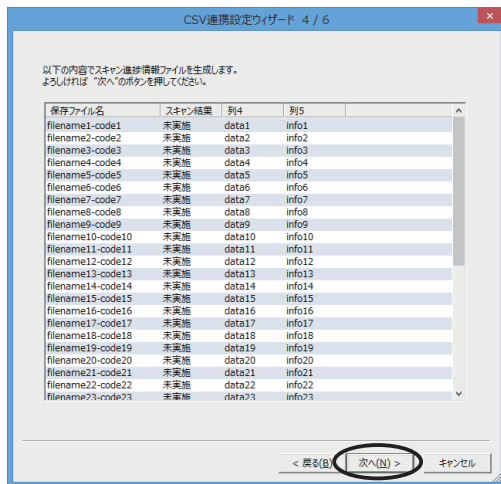 CSV連携設定ウィザード 4 / 6
以下の内容でスキャン進捗情報ファイルを生成します。
よろしければ "次へ"のボタンを押してください。
保存ファイル名 スキャン結果 列4 列5
filename1-code1 未実施 data1 info1
filename2-code2 未実施 data2 info2
filename3-code3 未実施 data3 info3
filename4-code4 未実施 data4 info4
filename5-code5 未実施 data5 info5
filename6-code6 未実施 data6 info6
filename7-code7 未実施 data7 info7
filename8-code8 未実施 data8 info8
filename9-code9 未実施 data9 info9
filename10-code10 未実施 data10 info10
filename11-code11 未実施 data11 info11
filename12-code12 未実施 data12 info12
filename13-code13 未実施 data13 info13
filename14-code14 未実施 data14 info14
filename15-code15 未実施 data15 info15
filename16-code16 未実施 data16 info16
filename17-code17 未実施 data17 info17
filename18-code18 未実施 data18 info18
filename19-code19 未実施 data19 info19
filename20-code20 未実施 data20 info20
filename21-code21 未実施 data21 info21
filename22-code22 未実施 data22 info22
filename23-code23 未実施 data23 info23
< 戻る(B) 次へ(N) > キャンセル